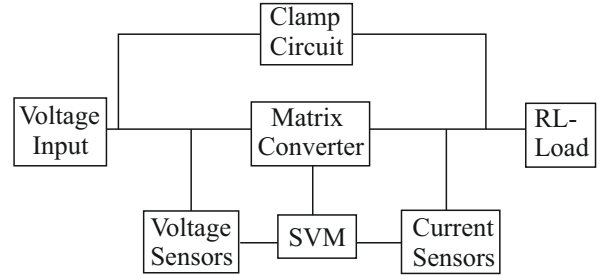 Clamp
Circuit
Voltage
Input
Matrix
Converter
RL-
Load
Voltage
Sensors
SVM
Current
Sensors